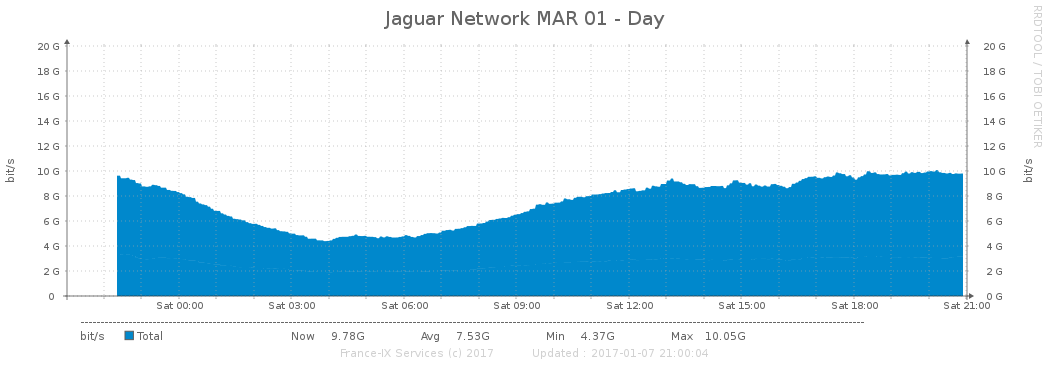 Jaguar Network MAR 01 - Day
RRDTOOL / TOBI OETIKER
bit/s
bit/s
20 G 20 G
18 G 18 G
16 G 16 G
14 G 14 G
12 G 12 G
10 G 10 G
8 G 8 G
6 G 6 G
4 G 4 G
2 G 2 G
0 0 G
Sat 00:00 Sat 03:00 Sat 06:00 Sat 09:00 Sat 12:00 Sat 15:00 Sat 18:00 Sat 21:00
bit/s Total Now 9.78G Avg 7.53G Min 4.37G Max 10.05G
France-IX Services (c) 2017 Updated : 2017-01-07 21:00:04